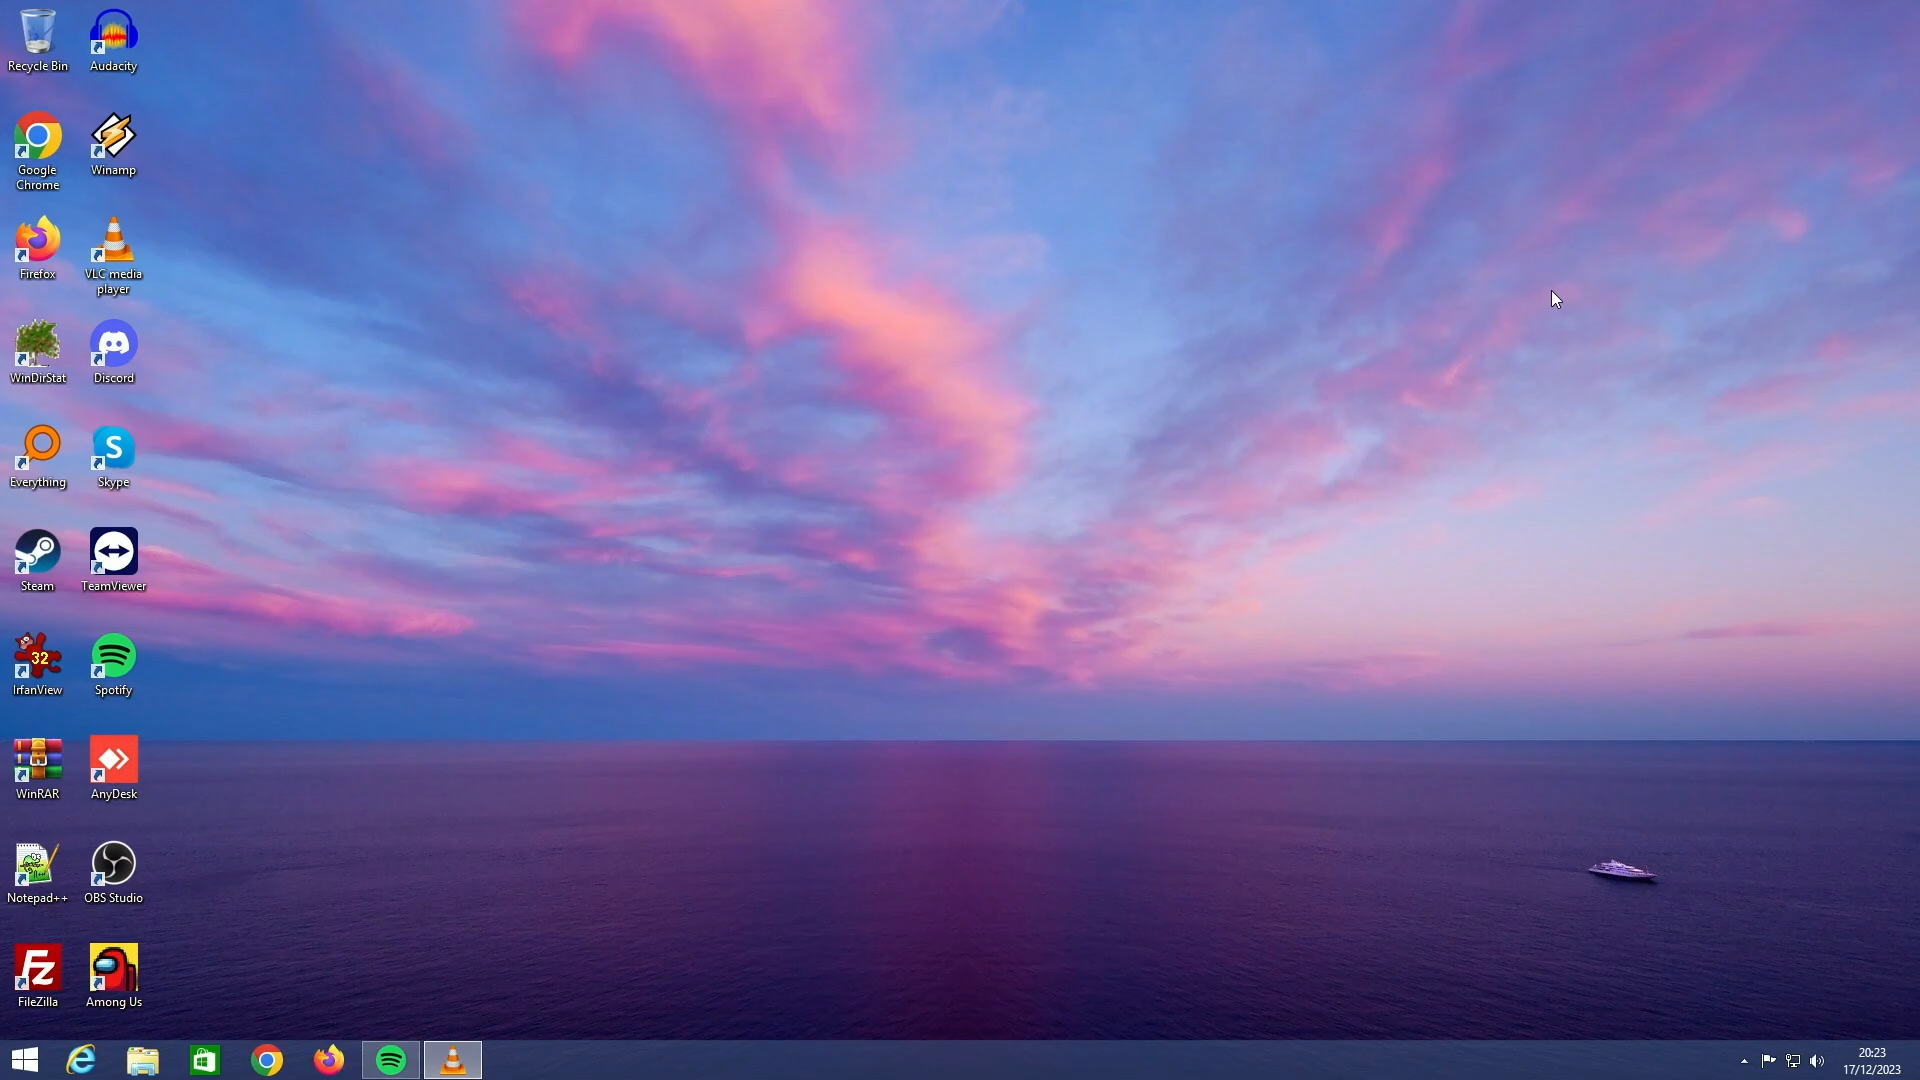 Recycle Bin
Audacity
Google
Chrome
Winamp
Firefox
VLC media
player
WinDirStat
Discord
Everything
S
Skype
Steam
TeamViewer
32
IrfanView
Spotify
WinRAR
AnyDesk
Notepad++
OBS Studio
Fz
FileZilla
Among Us
20:23
17/12/2023